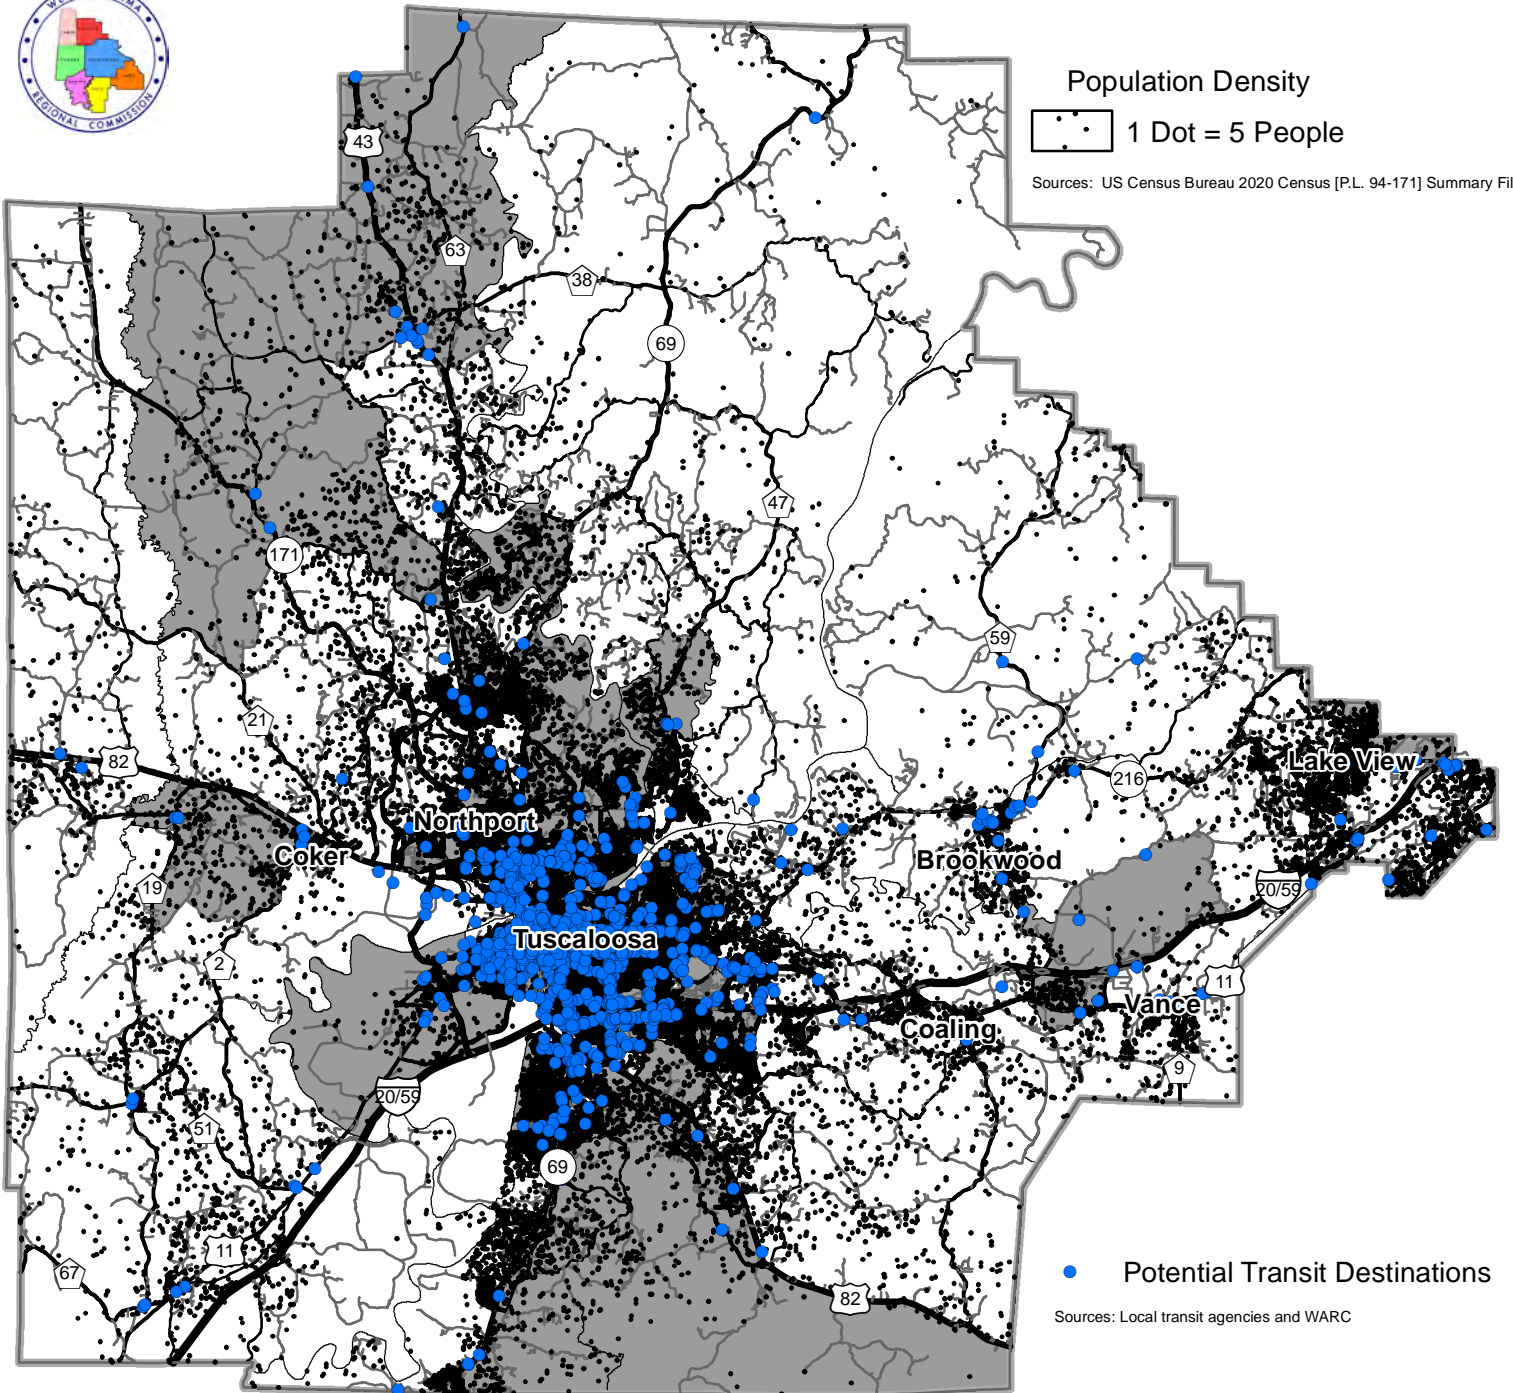 REGIONAL COMMISSION
Population Density
1 Dot = 5 People
Sources: US Census Bureau 2020 Census [P.L. 94-171] Summary Fil
43
63
38
69
47
171
59
21
82
216
Lake View
Northport
Coker
Brookwood
19
20/59
Tuscaloosa
2
11
Vance
Coaling
9
20/59
51
69
11
67
82
Potential Transit Destinations
Sources: Local transit agencies and WARC